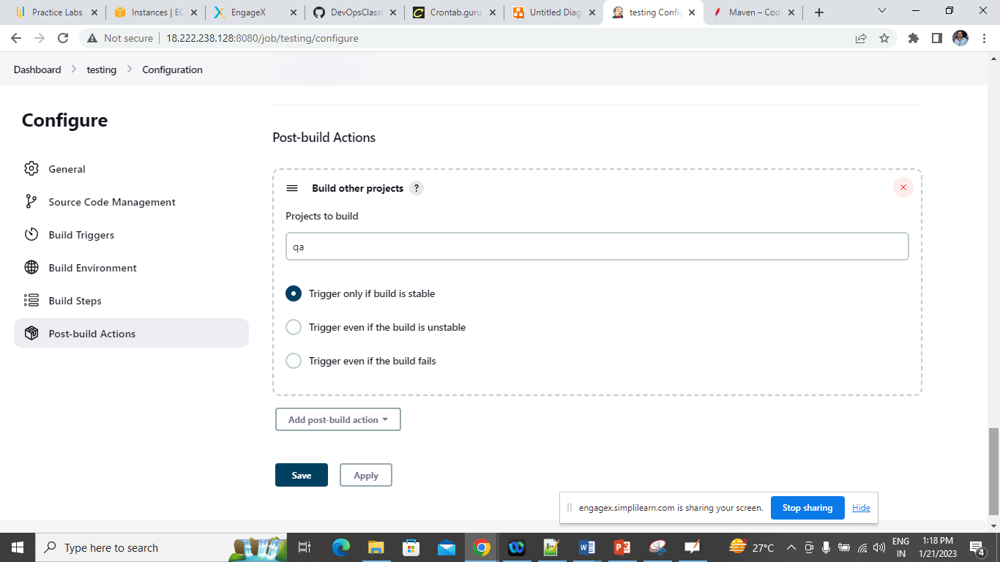 Practice Labs
Instances | EC
EngageX
DevOpsClass
Crontab.guru
Untitled Diag
testing Config
Maven – Cod
Not secure
18.222.238.128:8080/job/testing/configure
Dashboard
testing
Configuration
Configure
General
Source Code Management
Build Triggers
Build Environment
Build Steps
Post-build Actions
Post-build Actions
Build other projects ?
Projects to build
qa
Trigger only if build is stable
Trigger even if the build is unstable
Trigger even if the build fails
Add post-build action
Save
Apply
engagex.simplilearn.com is sharing your screen.
Stop sharing
Hide
Type here to search
27°C
ENG
IN
1:18 PM
1/21/2023
4